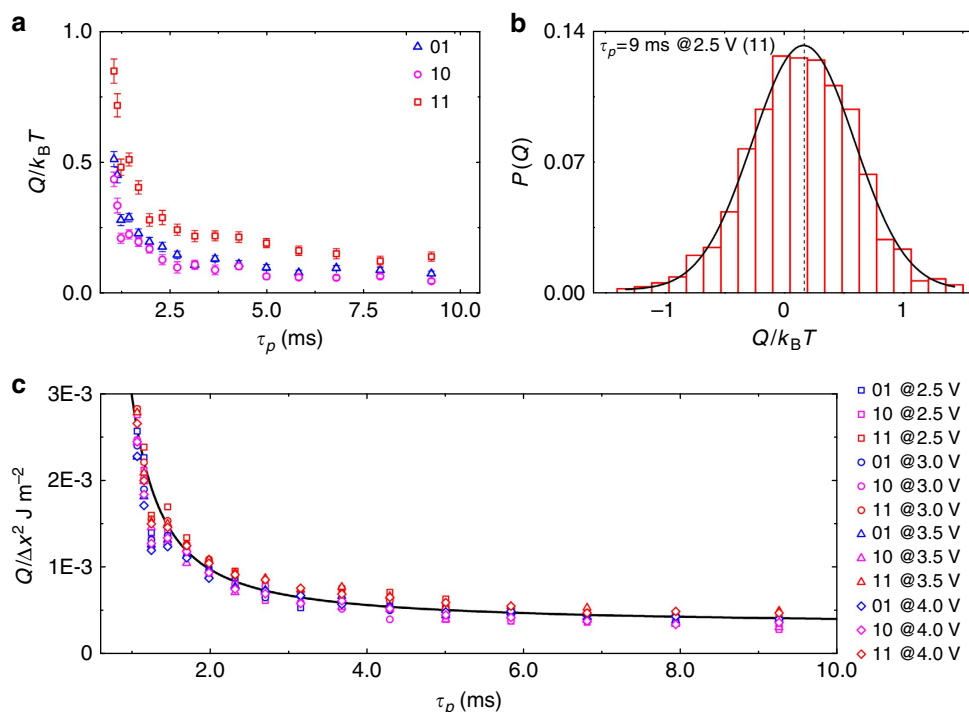 a
1.0
0.5
0.0
2.5
5.0
7.5
10.0
Q/k_BT
τ_p (ms)
01
10
11
b
0.14
0.07
0.00
−1
0
1
P(Q)
Q/k_BT
τ_p=9 ms @2.5 V (11)
c
3E-3
2E-3
1E-3
0
2.0
4.0
6.0
8.0
10.0
Q/Δx² J m⁻²
τ_p (ms)
01 @2.5 V
10 @2.5 V
11 @2.5 V
01 @3.0 V
10 @3.0 V
11 @3.0 V
01 @3.5 V
10 @3.5 V
11 @3.5 V
01 @4.0 V
10 @4.0 V
11 @4.0 V